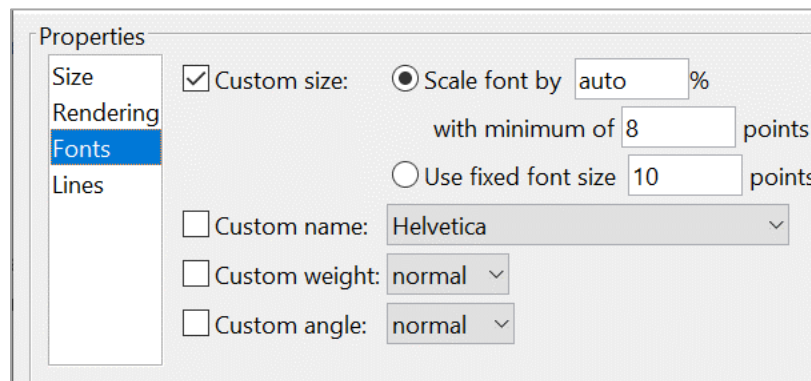 Properties
Size
Rendering
Fonts
Lines
Custom size:
Scale font by auto %
with minimum of 8 points
Use fixed font size 10 points
Custom name: Helvetica
Custom weight: normal
Custom angle: normal